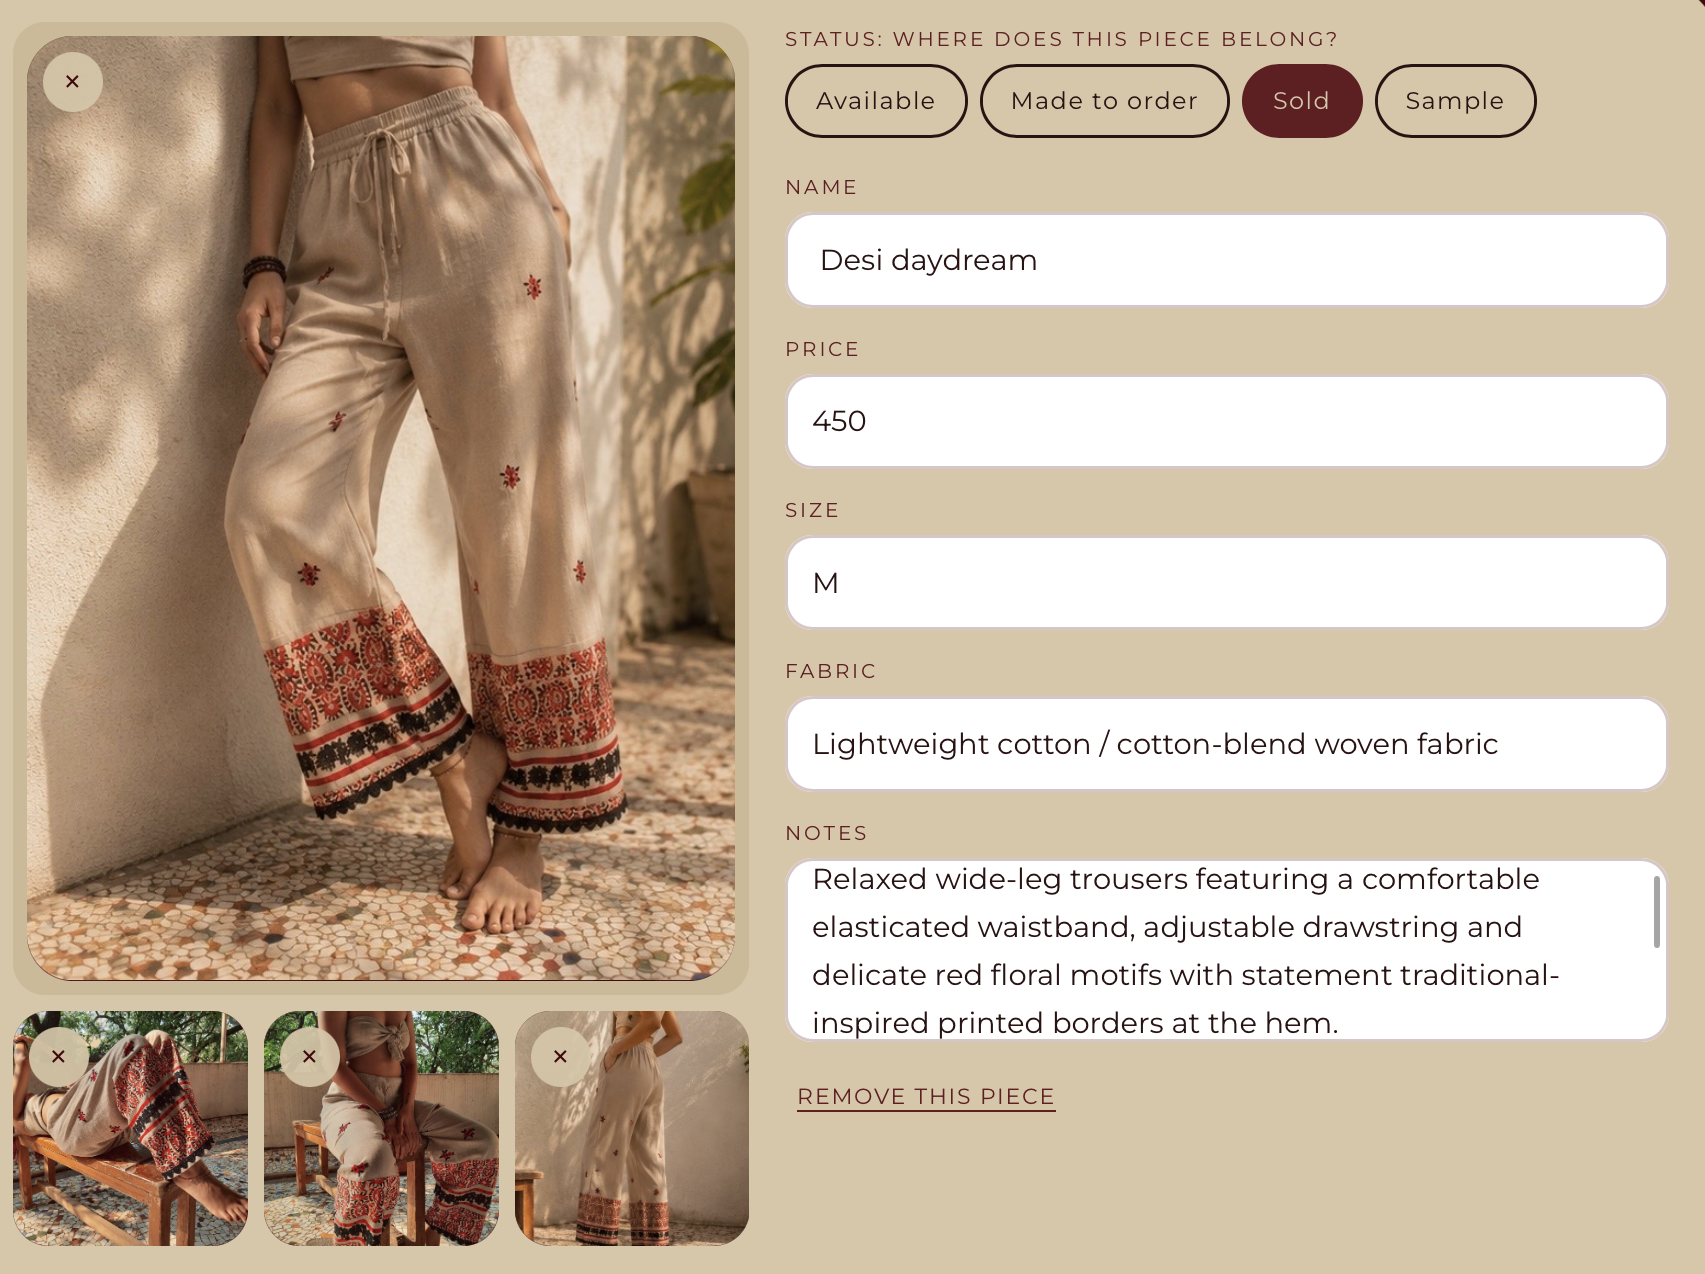 STATUS: WHERE DOES THIS PIECE BELONG?
Available
Made to order
Sold
Sample
NAME
Desi daydream
PRICE
450
SIZE
M
FABRIC
Lightweight cotton / cotton-blend woven fabric
NOTES
Relaxed wide-leg trousers featuring a comfortable
elasticated waistband, adjustable drawstring and
delicate red floral motifs with statement traditional-
inspired printed borders at the hem.
REMOVE THIS PIECE